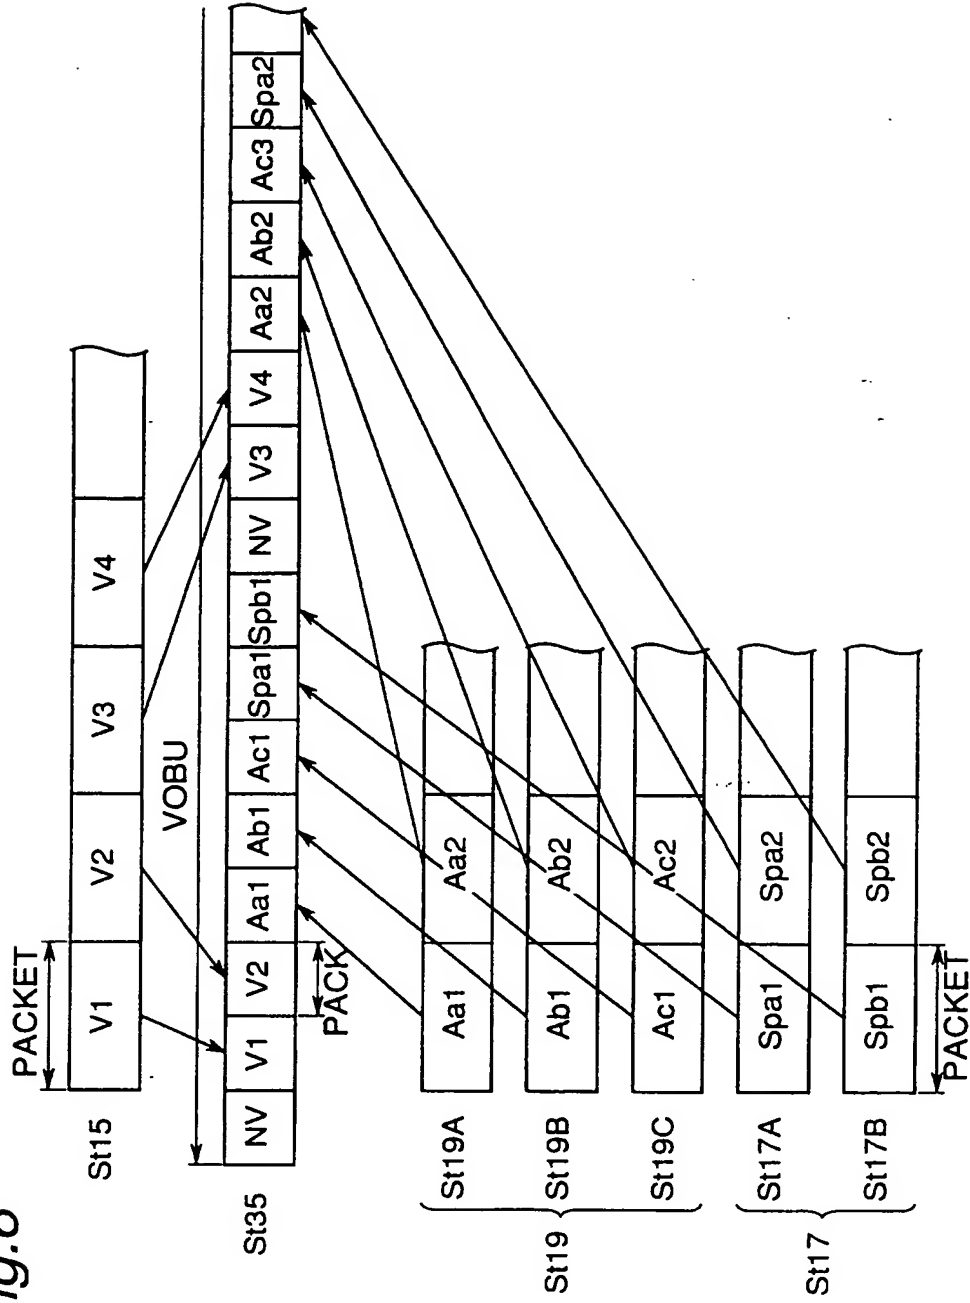 ig.6
PACKET
St15 V1 V2 V3 V4
VOBU
St35 NV V1 V2 Aa1 Ab1 Ac1 Spa1 Spb1 NV V3 V4 Aa2 Ab2 Ac3 Spa2
PACK
St19
St19A Aa1 Aa2
St19B Ab1 Ab2
St19C Ac1 Ac2
St17
St17A Spa1 Spa2
St17B Spb1 Spb2
PACKET